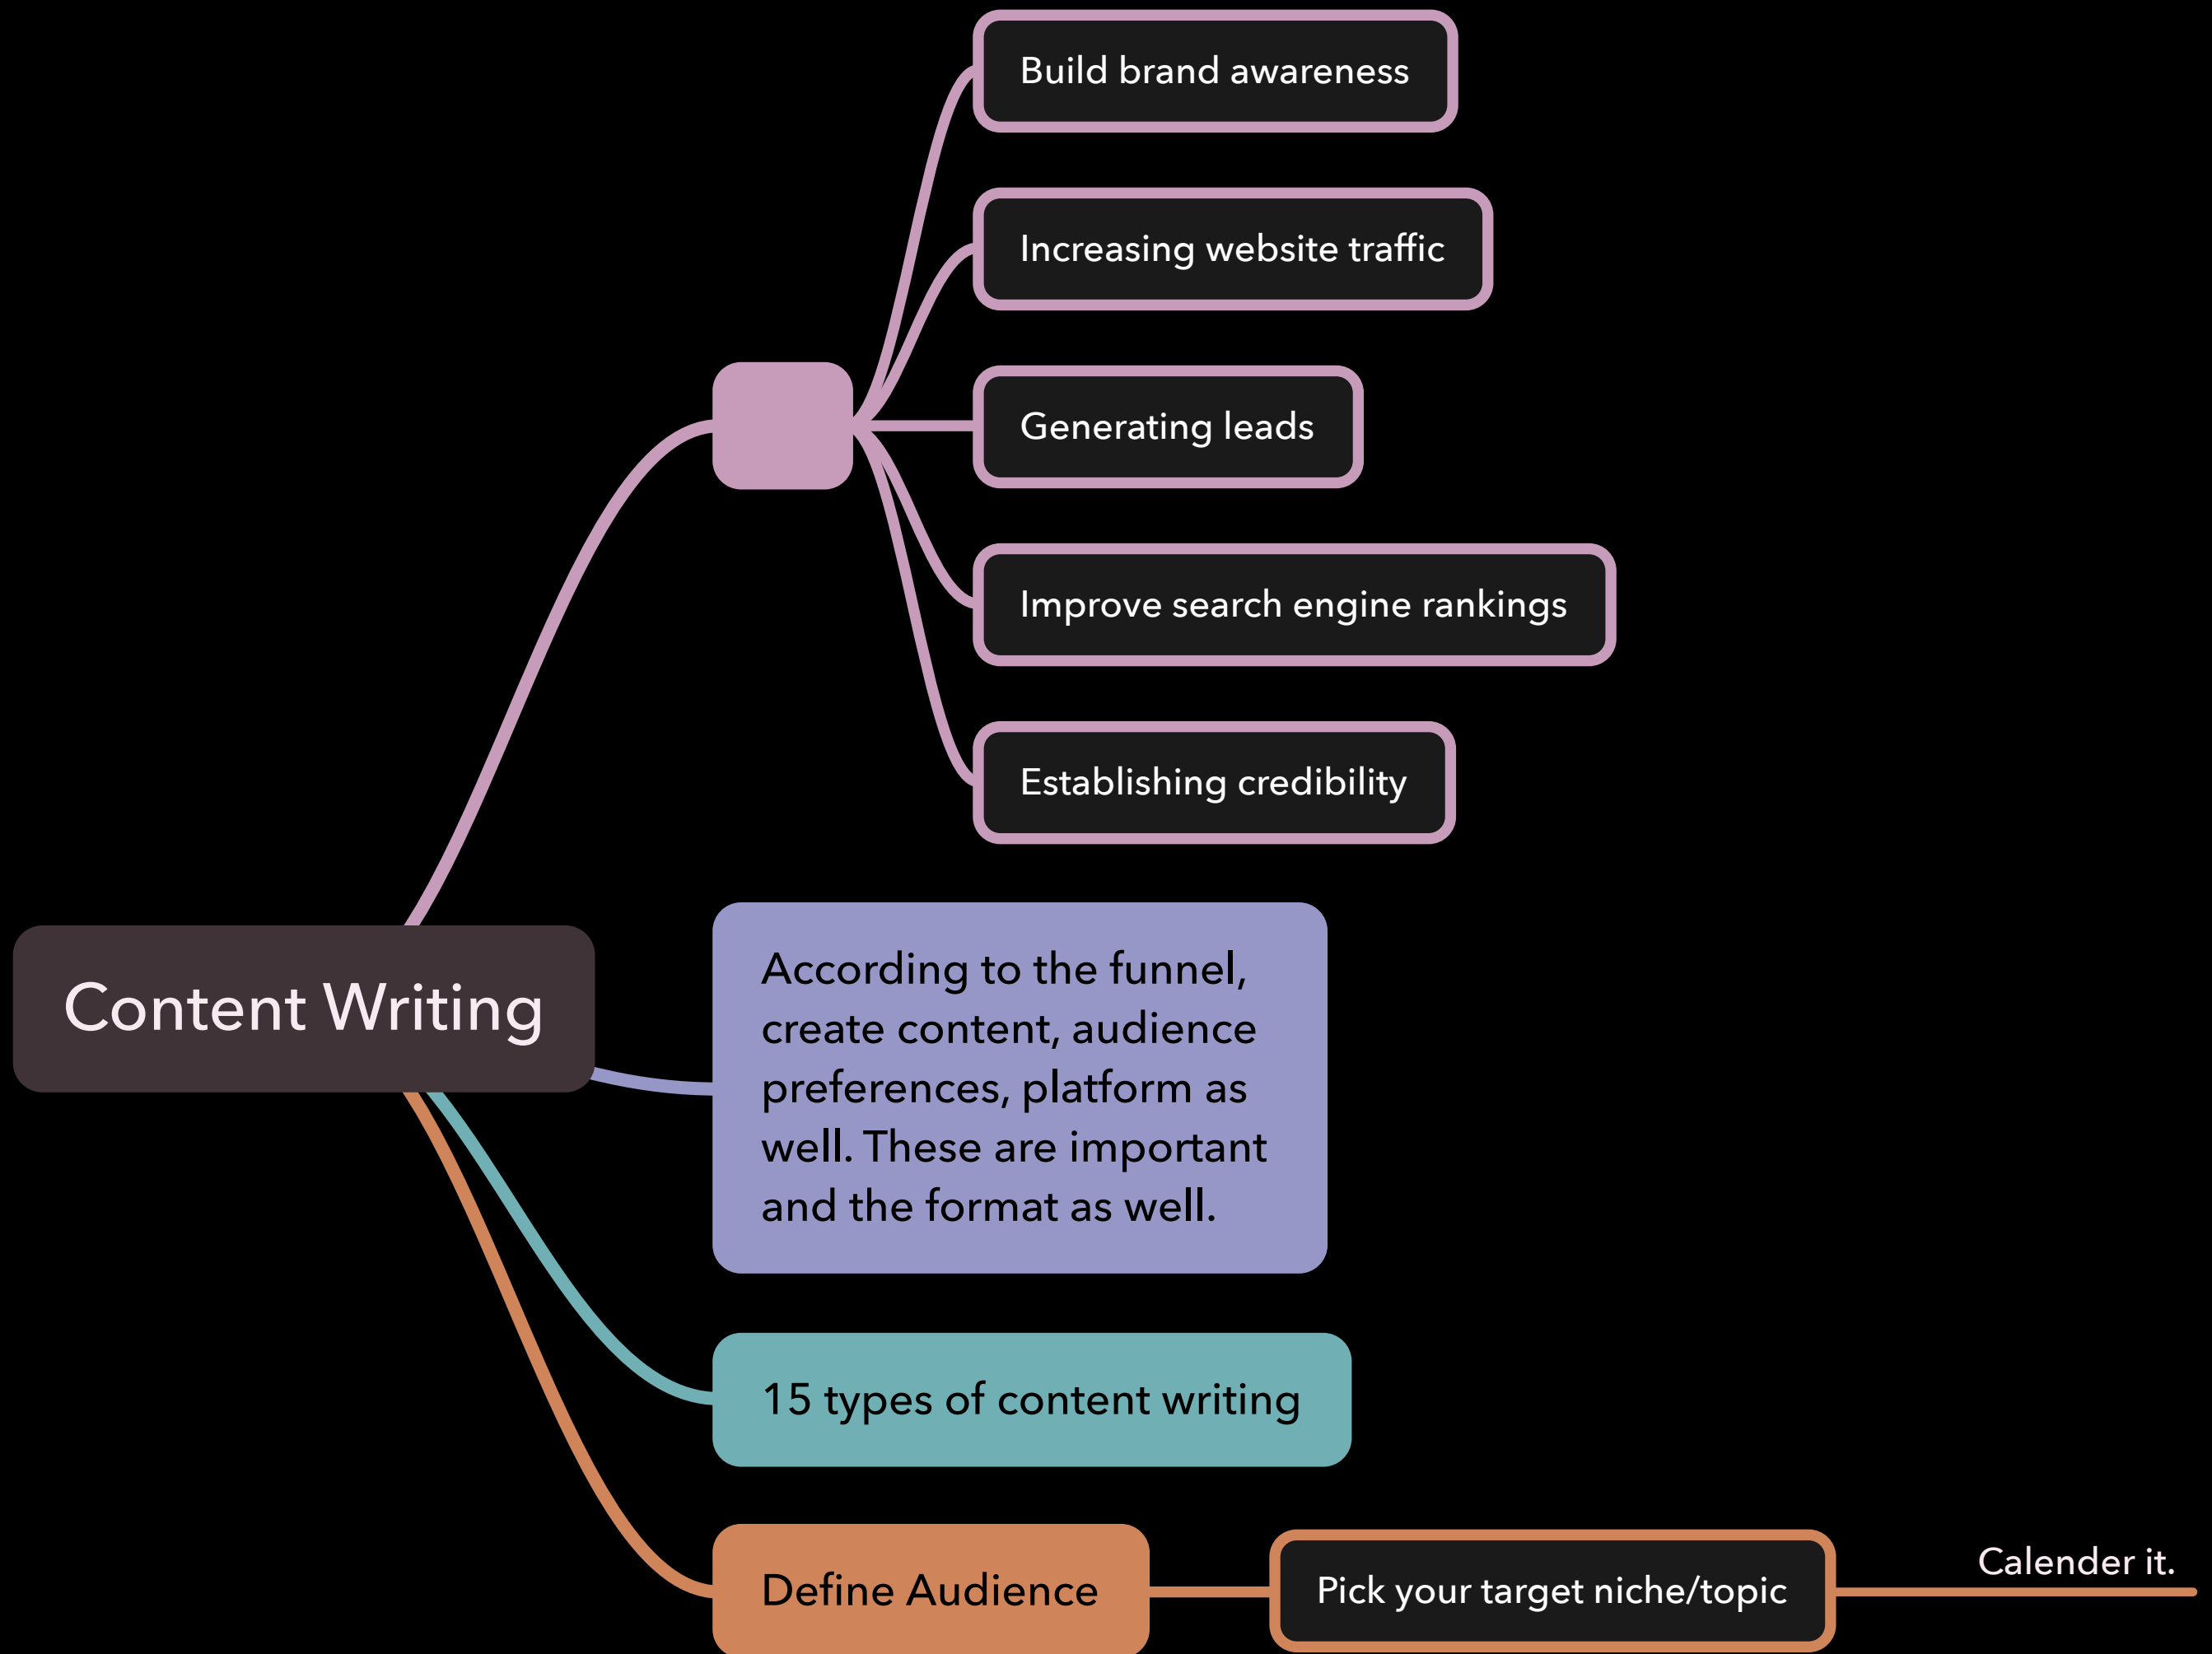 Build brand awareness
Increasing website traffic
Generating leads
Improve search engine rankings
Establishing credibility
Content Writing
According to the funnel,
create content, audience
preferences, platform as
well. These are important
and the format as well.
15 types of content writing
Define Audience
Pick your target niche/topic
Calender it.